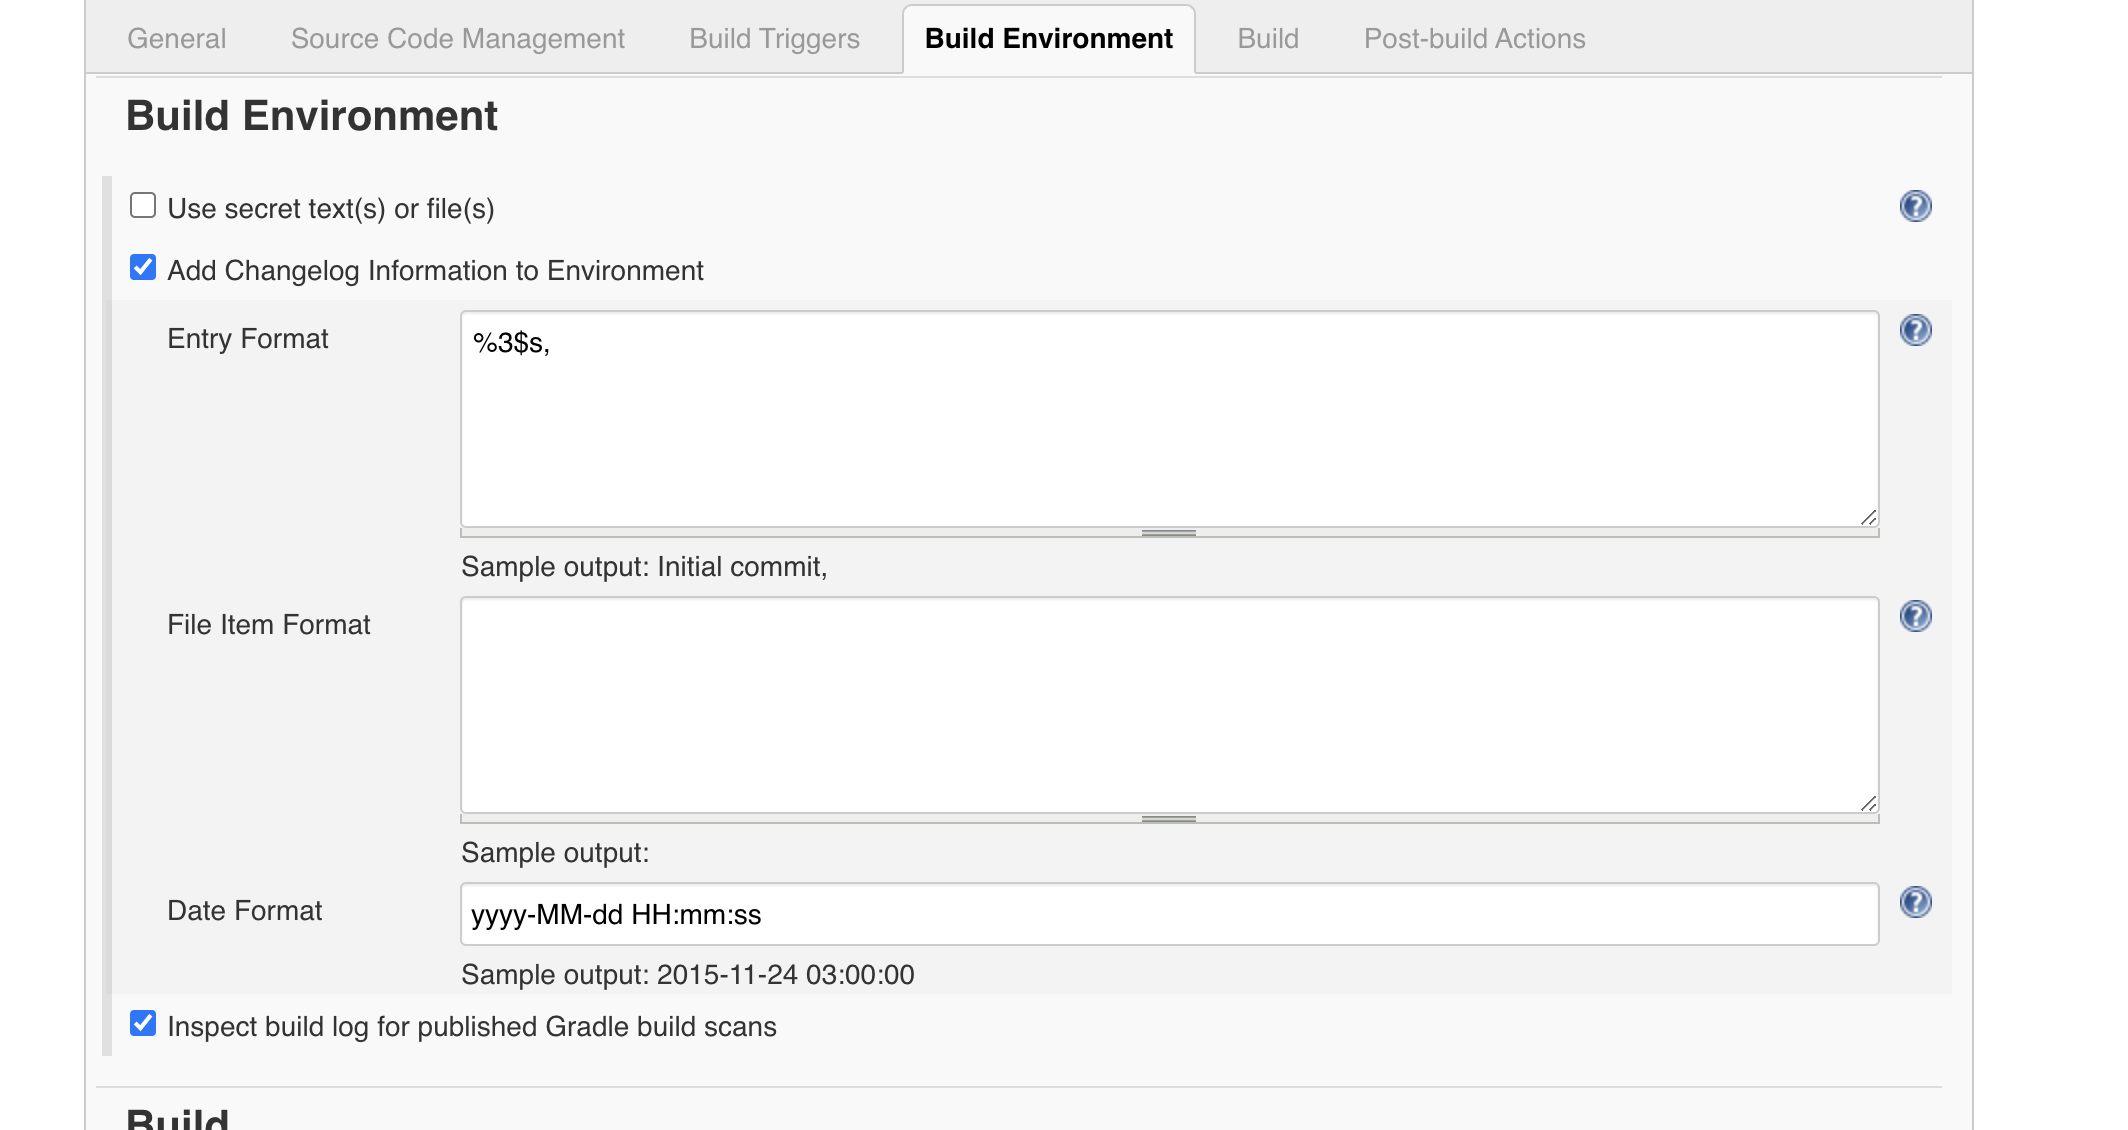 General Source Code Management Build Triggers Build Environment Build Post-build Actions
Build Environment
Use secret text(s) or file(s)
Add Changelog Information to Environment
Entry Format
%3$s,
Sample output: Initial commit,
File Item Format
Sample output:
Date Format
yyyy-MM-dd HH:mm:ss
Sample output: 2015-11-24 03:00:00
Inspect build log for published Gradle build scans
Build